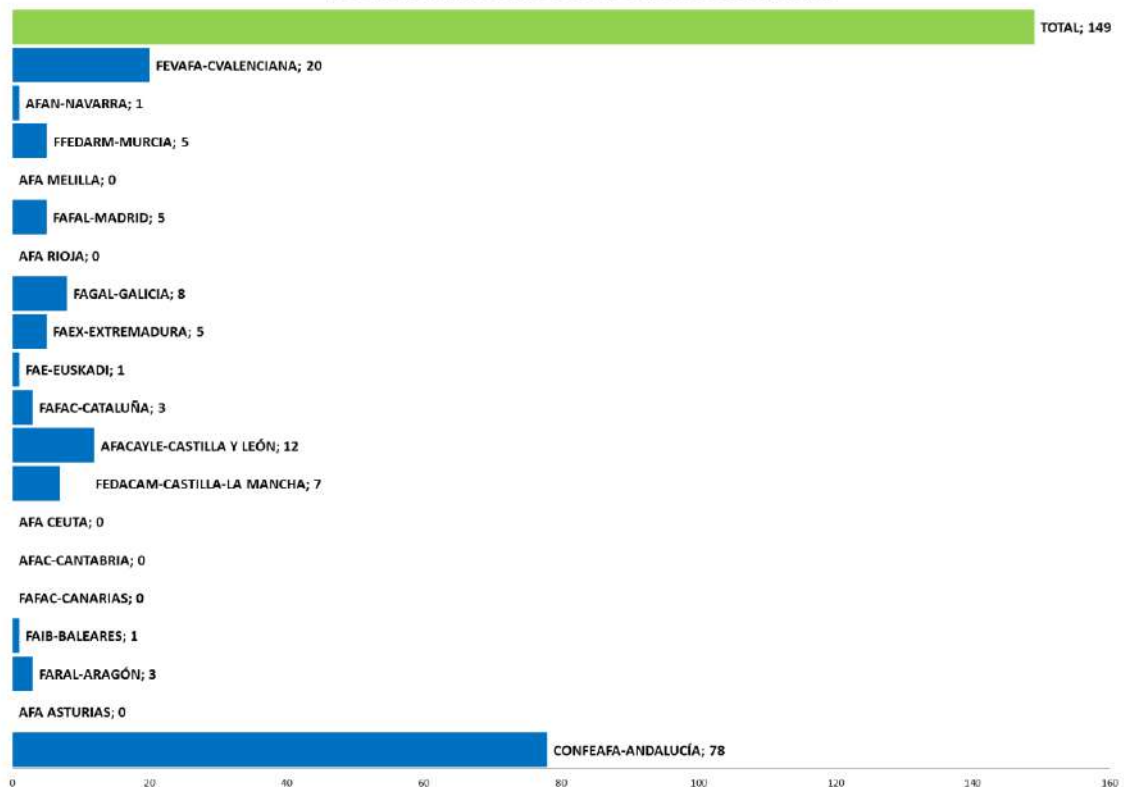 TOTAL; 149
FEVAFA-CVALENCIANA; 20
AFAN-NAVARRA; 1
FFEDARM-MURCIA; 5
AFA MELILLA; 0
FAFAL-MADRID; 5
AFA RIOJA; 0
FAGAL-GALICIA; 8
FAEX-EXTREMADURA; 5
FAE-EUSKADI; 1
FAFAC-CATALUÑA; 3
AFACAYLE-CASTILLA Y LEÓN; 12
FEDACAM-CASTILLA-LA MANCHA; 7
AFA CEUTA; 0
AFAC-CANTABRIA; 0
FAFAC-CANARIAS; 0
FAIB-BALEARES; 1
FARAL-ARAGÓN; 3
AFA ASTURIAS; 0
CONFEAFA-ANDALUCÍA; 78
0 20 40 60 80 100 120 140 160